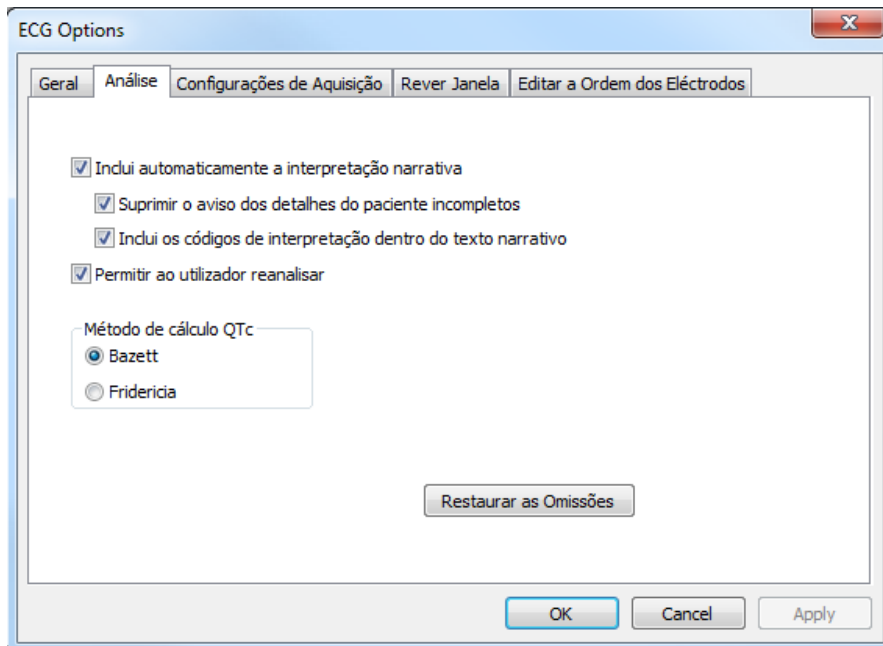 ECG Options
Geral
Análise
Configurações de Aquisição
Rever Janela
Editar a Ordem dos Eléctrodos
Inclui automaticamente a interpretação narrativa
Suprimir o aviso dos detalhes do paciente incompletos
Inclui os códigos de interpretação dentro do texto narrativo
Permitir ao utilizador reanalisar
Método de cálculo QTc
Bazett
Fridericia
Restaurar as Omissões
OK
Cancel
Apply